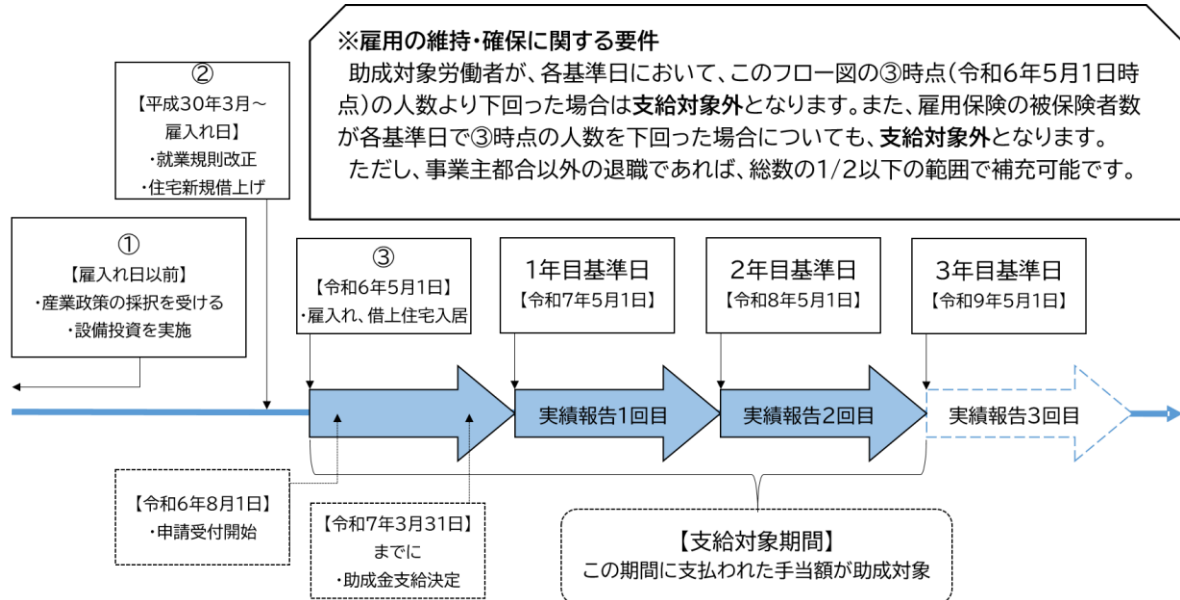 ※雇用の維持・確保に関する要件
助成対象労働者が、各基準日において、このフロー図の③時点(令和6年5月1日時
点)の人数より下回った場合は支給対象外となります。また、雇用保険の被保険者数
が各基準日で③時点の人数を下回った場合についても、支給対象外となります。
ただし、事業主都合以外の退職であれば、総数の1/2以下の範囲で補充可能です。
②
【平成30年3月～
雇入れ日】
・就業規則改正
・住宅新規借上げ
①
【雇入れ日以前】
・産業政策の採択を受ける
・設備投資を実施
③
【令和6年5月1日】
・雇入れ、借上住宅入居
1年目基準日
【令和7年5月1日】
2年目基準日
【令和8年5月1日】
3年目基準日
【令和9年5月1日】
実績報告1回目
実績報告2回目
実績報告3回目
【令和6年8月1日】
・申請受付開始
【令和7年3月31日】
までに
・助成金支給決定
【支給対象期間】
この期間に支払われた手当額が助成対象